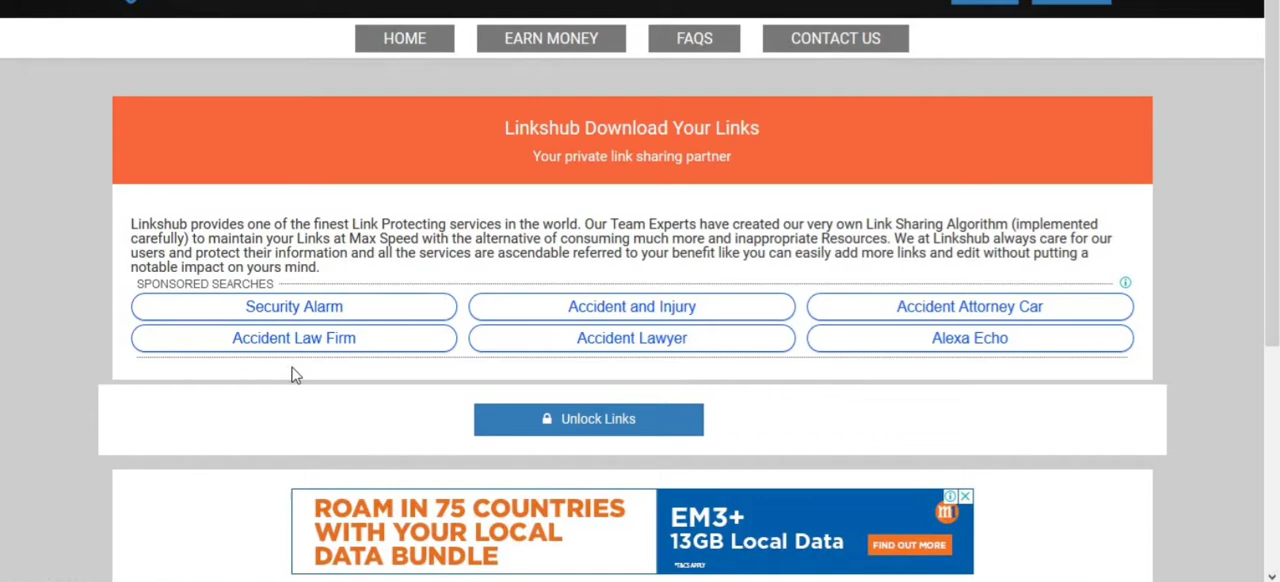 HOME EARN MONEY FAQS CONTACT US
Linkshub Download Your Links
Your private link sharing partner
Linkshub provides one of the finest Link Protecting services in the world. Our Team Experts have created our very own Link Sharing Algorithm (implemented
carefully) to maintain your Links at Max Speed with the alternative of consuming much more and inappropriate Resources. We at Linkshub always care for our
users and protect their information and all the services are ascendable referred to your benefit like you can easily add more links and edit without putting a
notable impact on yours mind.
SPONSORED SEARCHES
Security Alarm Accident and Injury Accident Attorney Car
Accident Law Firm Accident Lawyer Alexa Echo
Unlock Links
ROAM IN 75 COUNTRIES
WITH YOUR LOCAL
DATA BUNDLE
EM3+
13GB Local Data
FIND OUT MORE
*T&CS APPLY
m1